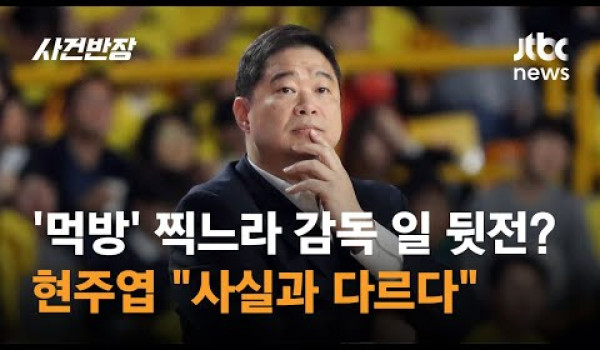 사건반장
jtbc
news
'먹방' 찍느라 감독 일 뒷전?
현주엽 "사실과 다르다"